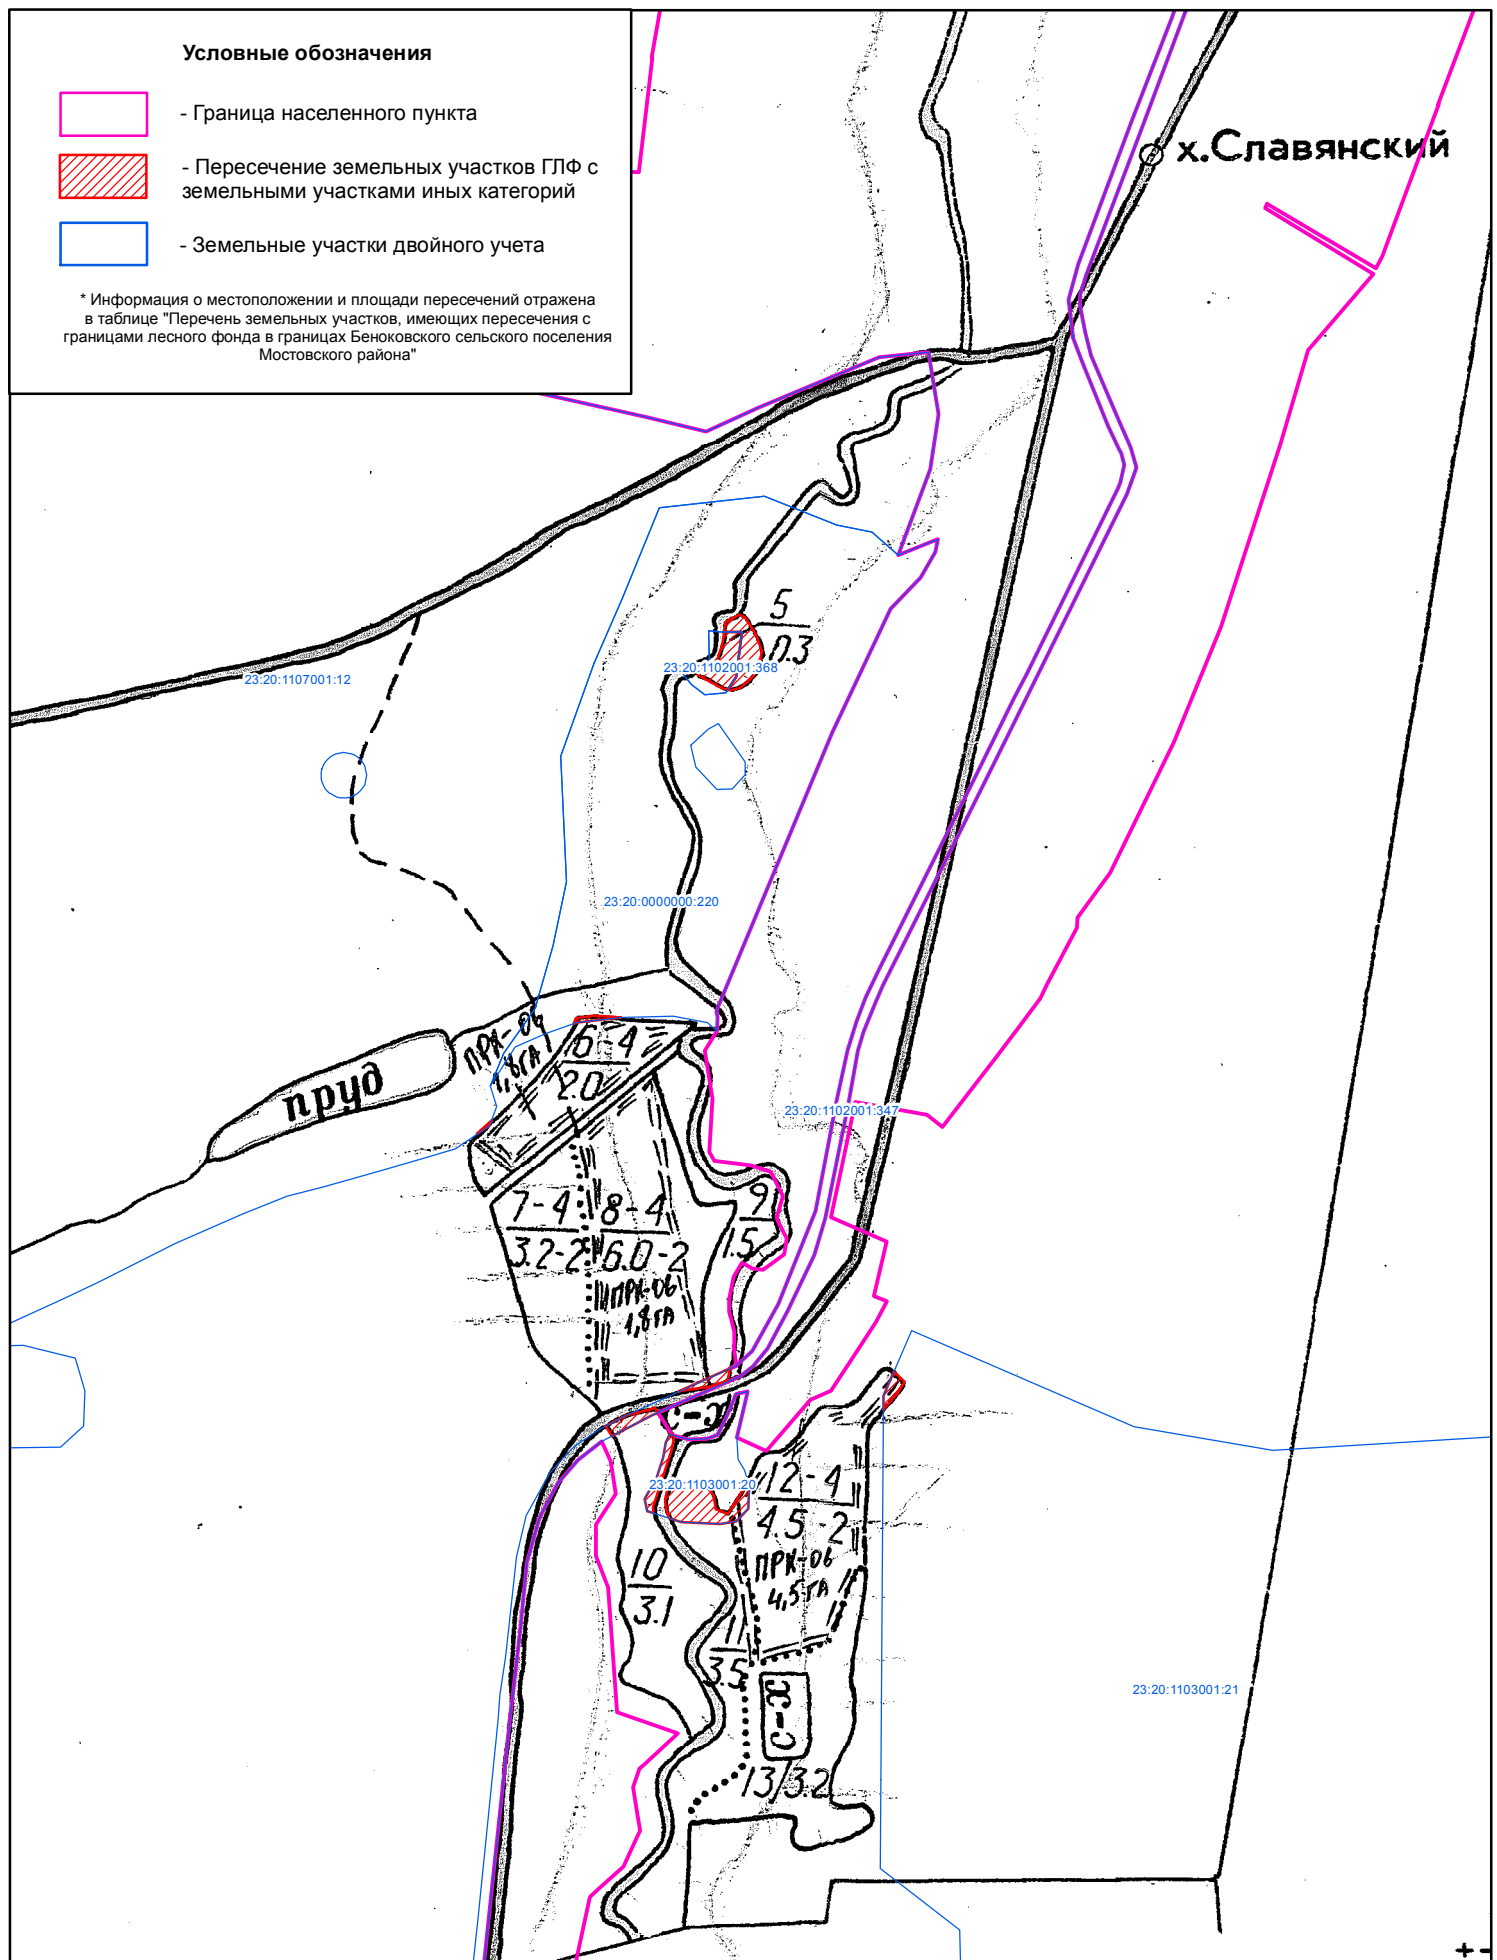 Условные обозначения
- Граница населенного пункта
- Пересечение земельных участков ГЛФ с
земельными участками иных категорий
- Земельные участки двойного учета
* Информация о местоположении и площади пересечений отражена
в таблице "Перечень земельных участков, имеющих пересечения с
границами лесного фонда в границах Беноковского сельского поселения
Мостовского района"
х.Славянский
5
0.3
23:20:1102001:368
23:20:1107001:12
23:20:0000000:220
ПРК-06
1,8 ГА
6-4
2.0
пруд
23:20:1102001:347
7-4
3.2-2
8-4
6.0-2
ПРК-06
1,8 ГА
9
1.5
с-х
23:20:1103001:20
12-4
4.5-2
ПРК-06
4,5 ГА
10
3.1
11
3.5
с-х
23:20:1103001:21
13/3.2